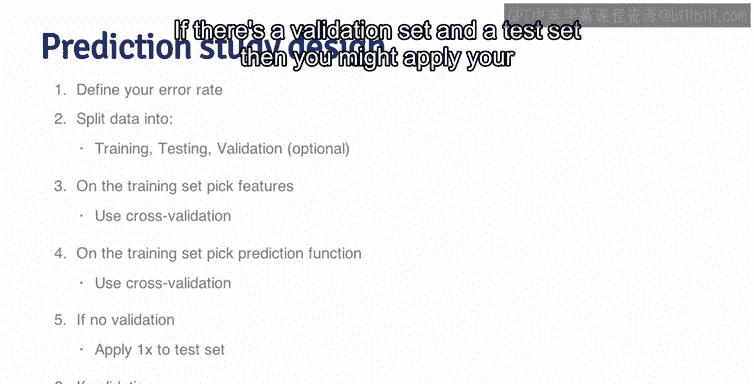 If there's a validation set and a test set
then you might apply your
Prediction study design
1. Define your error rate
2. Split data into:
· Training, Testing, Validation (optional)
3. On the training set pick features
· Use cross-validation
4. On the training set pick prediction function
· Use cross-validation
5. If no validation
· Apply 1x to test set